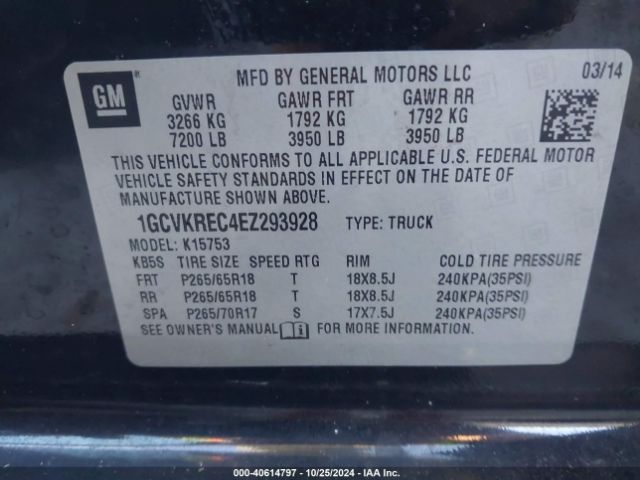 GM ® MFD BY GENERAL MOTORS LLC 03/14
GVWR GAWR FRT GAWR RR
3266 KG 1792 KG 1792 KG
7200 LB 3950 LB 3950 LB
THIS VEHICLE CONFORMS TO ALL APPLICABLE U.S. FEDERAL MOTOR
VEHICLE SAFETY STANDARDS IN EFFECT ON THE DATE OF
MANUFACTURE SHOWN ABOVE.
1GCVKREC4EZ293928 TYPE: TRUCK
MODEL: K15753
KB5S TIRE SIZE SPEED RTG RIM COLD TIRE PRESSURE
FRT P265/65R18 T 18X8.5J 240KPA(35PSI)
RR P265/65R18 T 18X8.5J 240KPA(35PSI)
SPA P265/70R17 S 17X7.5J 240KPA(35PSI)
SEE OWNER'S MANUAL FOR MORE INFORMATION.
000-40614797 - 10/25/2024 - IAA Inc.